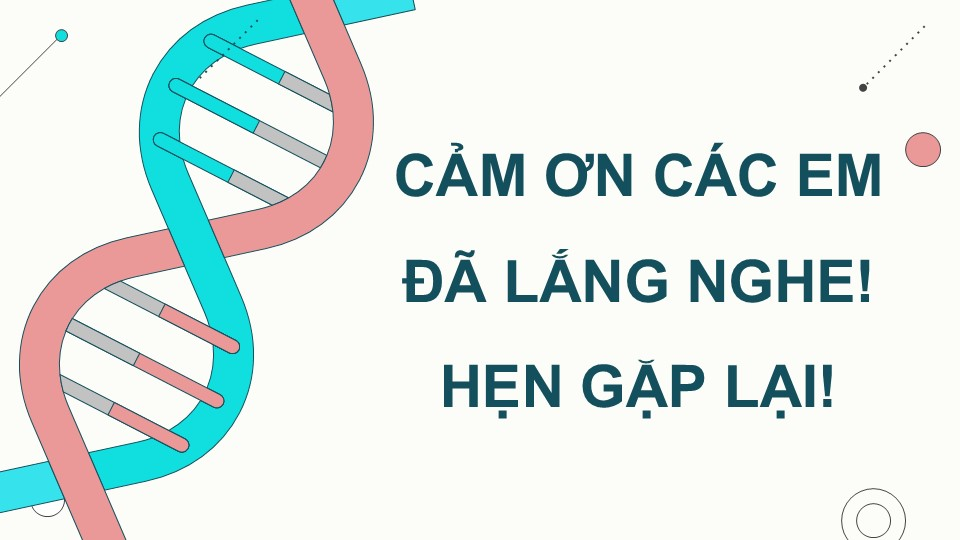 CẢM ƠN CÁC EM
ĐÃ LẮNG NGHE!
HẸN GẶP LẠI!